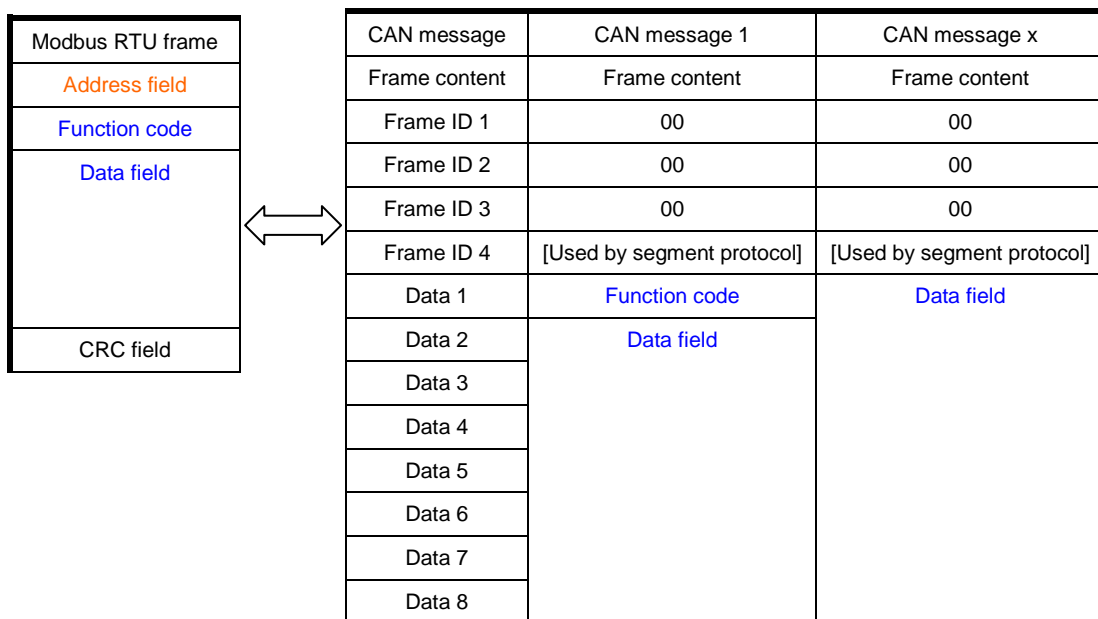 Modbus RTU frame
Address field
Function code
Data field
CRC field
CAN message CAN message 1 CAN message x
Frame content Frame content Frame content
Frame ID 1 00 00
Frame ID 2 00 00
Frame ID 3 00 00
Frame ID 4 [Used by segment protocol] [Used by segment protocol]
Data 1 Function code Data field
Data 2 Data field
Data 3
Data 4
Data 5
Data 6
Data 7
Data 8